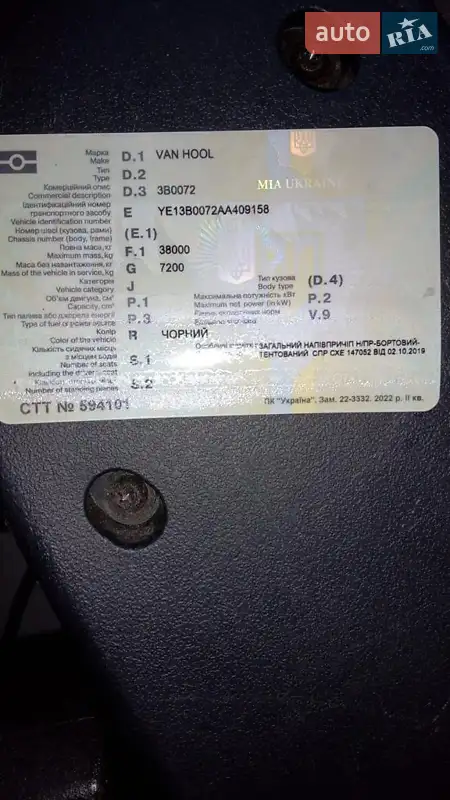 auto RIA .com
Марка
Make D.1 VAN HOOL
Тип
Type D.2
Комерційний опис
Commercial description D.3 3B0072
MIA UKRAINE
Ідентифікаційний номер
транспортного засобу
Vehicle identification number E YE13B0072AA409158
Номер шасі (кузова, рами)
Chassis number (body, frame) (E.1)
Повна маса, кг
Maximum mass, kg F.1 38000
Маса без навантаження, кг
Mass of the vehicle in service, kg G 7200
Категорія
Vehicle category J
Тип кузова
Body type (D.4)
Об'єм двигуна, см³
Capacity, cm³ P.1
Максимальна потужність кВт
Maximum net power (in kW) P.2
Тип палива або джерела енергії
Type of fuel or power source P.3
V.9
Колір
Color of the vehicle R ЧОРНИЙ
Кількість сидячих місць
з місцем водія
Number of seats
including the driver's seat S.1
ЗАГАЛЬНИЙ НАПІВПРИЧІП Н/ПР-БОРТОВИЙ-
ТЕНТОВАНИЙ СПР СХЕ 147052 ВІД 02.10.2019
Number of standing places S.2
СТТ № 594101
ПК "Україна". Зам. 22-3332. 2022 р. II кв.